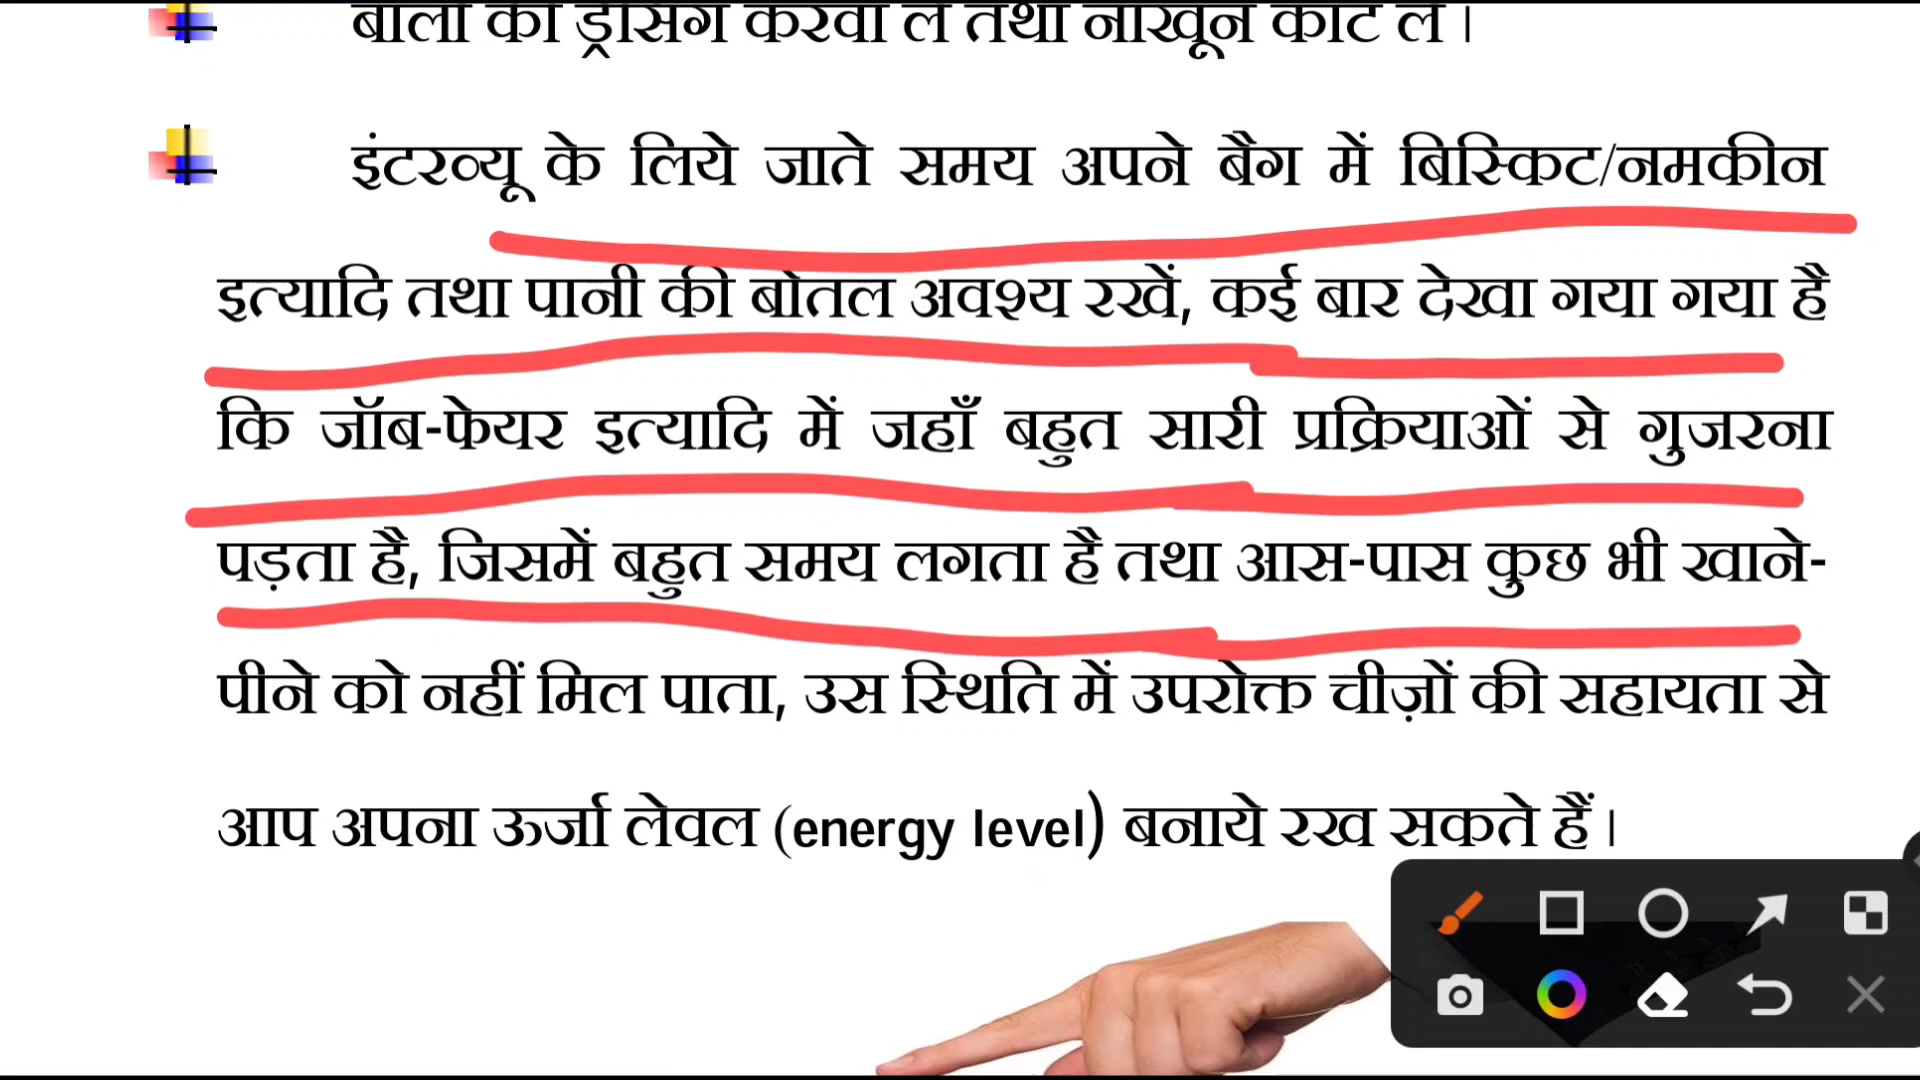 बालों की ड्रेसिंग करवा लें तथा नाखून काट लें।
इंटरव्यू के लिये जाते समय अपने बैग में बिस्किट/नमकीन
इत्यादि तथा पानी की बोतल अवश्य रखें, कई बार देखा गया गया है
कि जॉब-फेयर इत्यादि में जहाँ बहुत सारी प्रक्रियाओं से गुजरना
पड़ता है, जिसमें बहुत समय लगता है तथा आस-पास कुछ भी खाने-
पीने को नहीं मिल पाता, उस स्थिति में उपरोक्त चीज़ों की सहायता से
आप अपना ऊर्जा लेवल (energy level) बनाये रख सकते हैं।